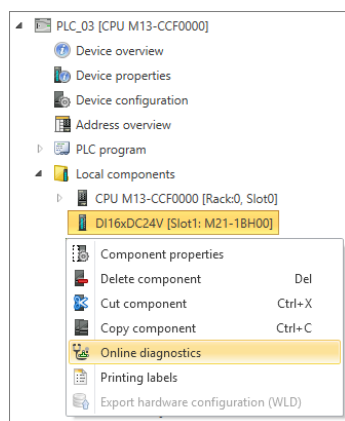 PLC_03 [CPU M13-CCF0000]
Device overview
Device properties
Device configuration
Address overview
PLC program
Local components
CPU M13-CCF0000 [Rack:0, Slot0]
DI16xDC24V [Slot1: M21-1BH00]
Component properties
Delete component Del
Cut component Ctrl+X
Copy component Ctrl+C
Online diagnostics
Printing labels
Export hardware configuration (WLD)